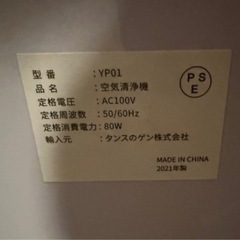 型番 : YP01
品名 : 空気清浄機
定格電圧 : AC100V
定格周波数 : 50/60Hz
定格消費電力 : 80W
輸入元 : タンスのゲン株式会社
PSE
MADE IN CHINA
2021年製